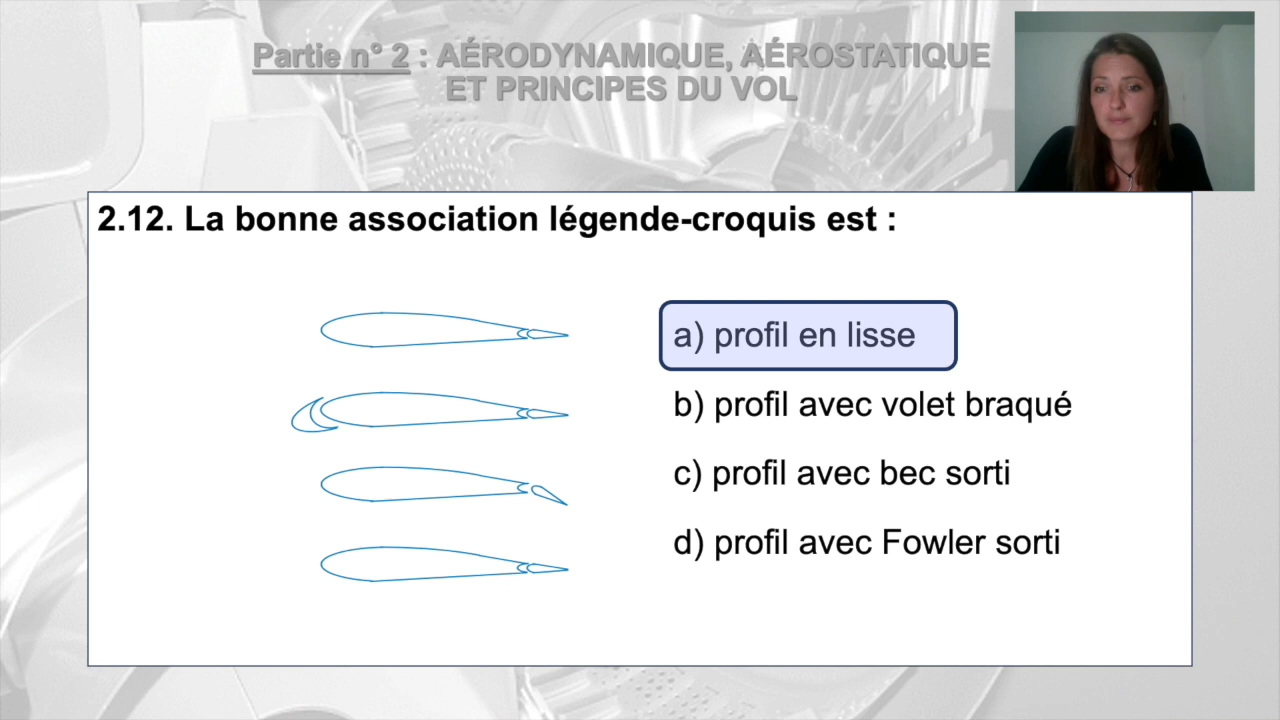 Partie n° 2 : AÉRODYNAMIQUE, AÉROSTATIQUE
ET PRINCIPES DU VOL
2.12. La bonne association légende-croquis est :
a) profil en lisse
b) profil avec volet braqué
c) profil avec bec sorti
d) profil avec Fowler sorti